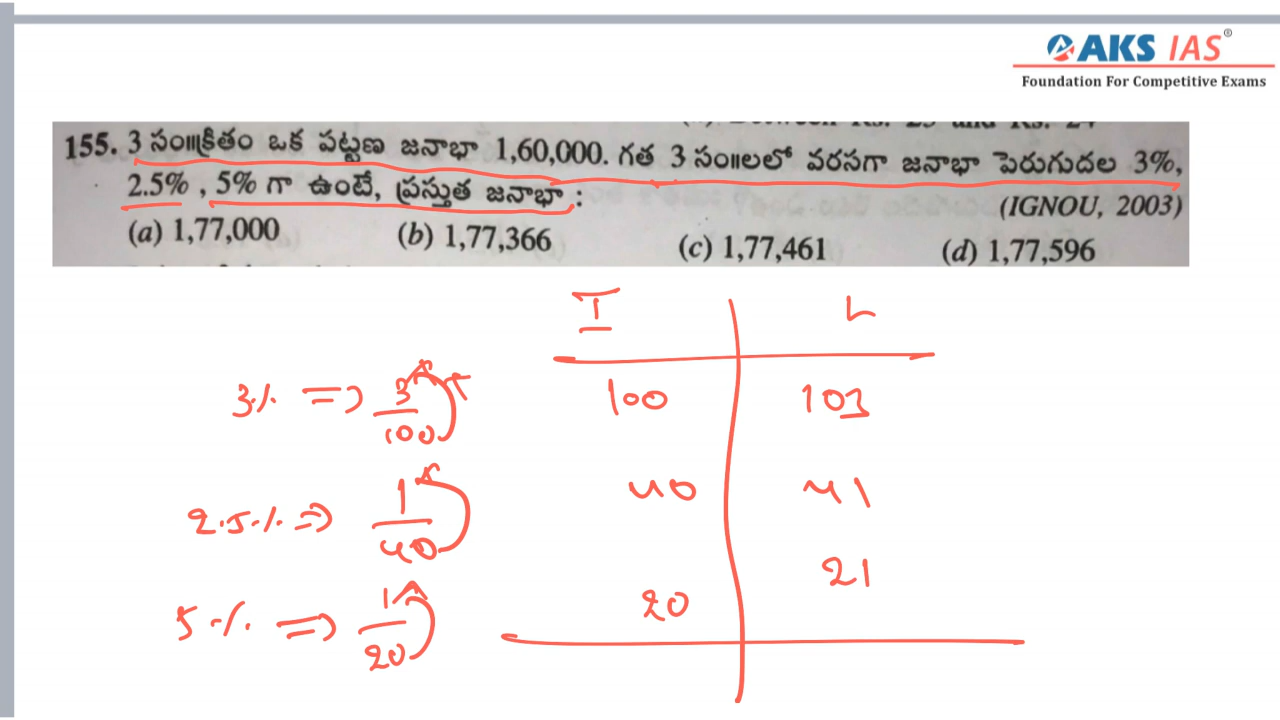 AKS IAS®
Foundation For Competitive Exams
155. 3 సం॥క్రితం ఒక పట్టణ జనాభా 1,60,000. గత 3 సం॥లలో వరసగా జనాభా పెరుగుదల 3%,
2.5% , 5% గా ఉంటే, ప్రస్తుత జనాభా :
(IGNOU, 2003)
(a) 1,77,000 (b) 1,77,366 (c) 1,77,461 (d) 1,77,596
I
3% => 3/100 100 103
2.5% => 1/40 40 41
5% => 1/20 20 21